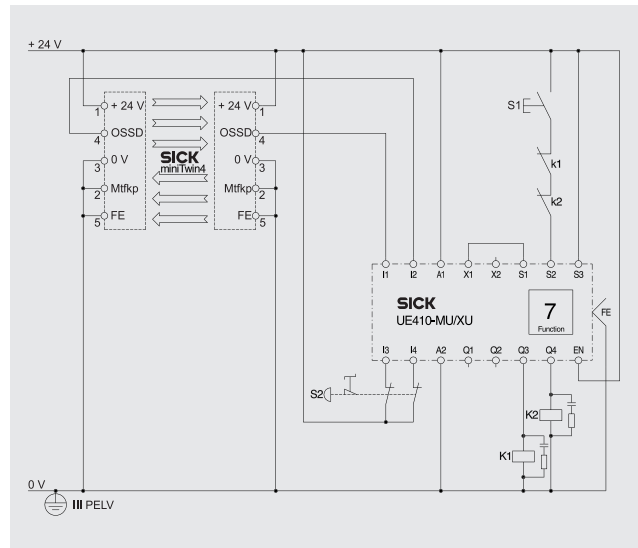 + 24 V
+ 24 V
1
OSSD
4
0 V
3
Mtfkp
2
FE
5
SICK
miniTwin4
+ 24 V
1
OSSD
4
0 V
3
Mtfkp
2
FE
5
S1
k1
k2
I1 I2 A1 X1 X2 S1 S2 S3
SICK
UE410-MU/XU
7
Function
FE
I3 I4 A2 Q1 Q2 Q3 Q4 EN
S2
K2
K1
0 V
III PELV